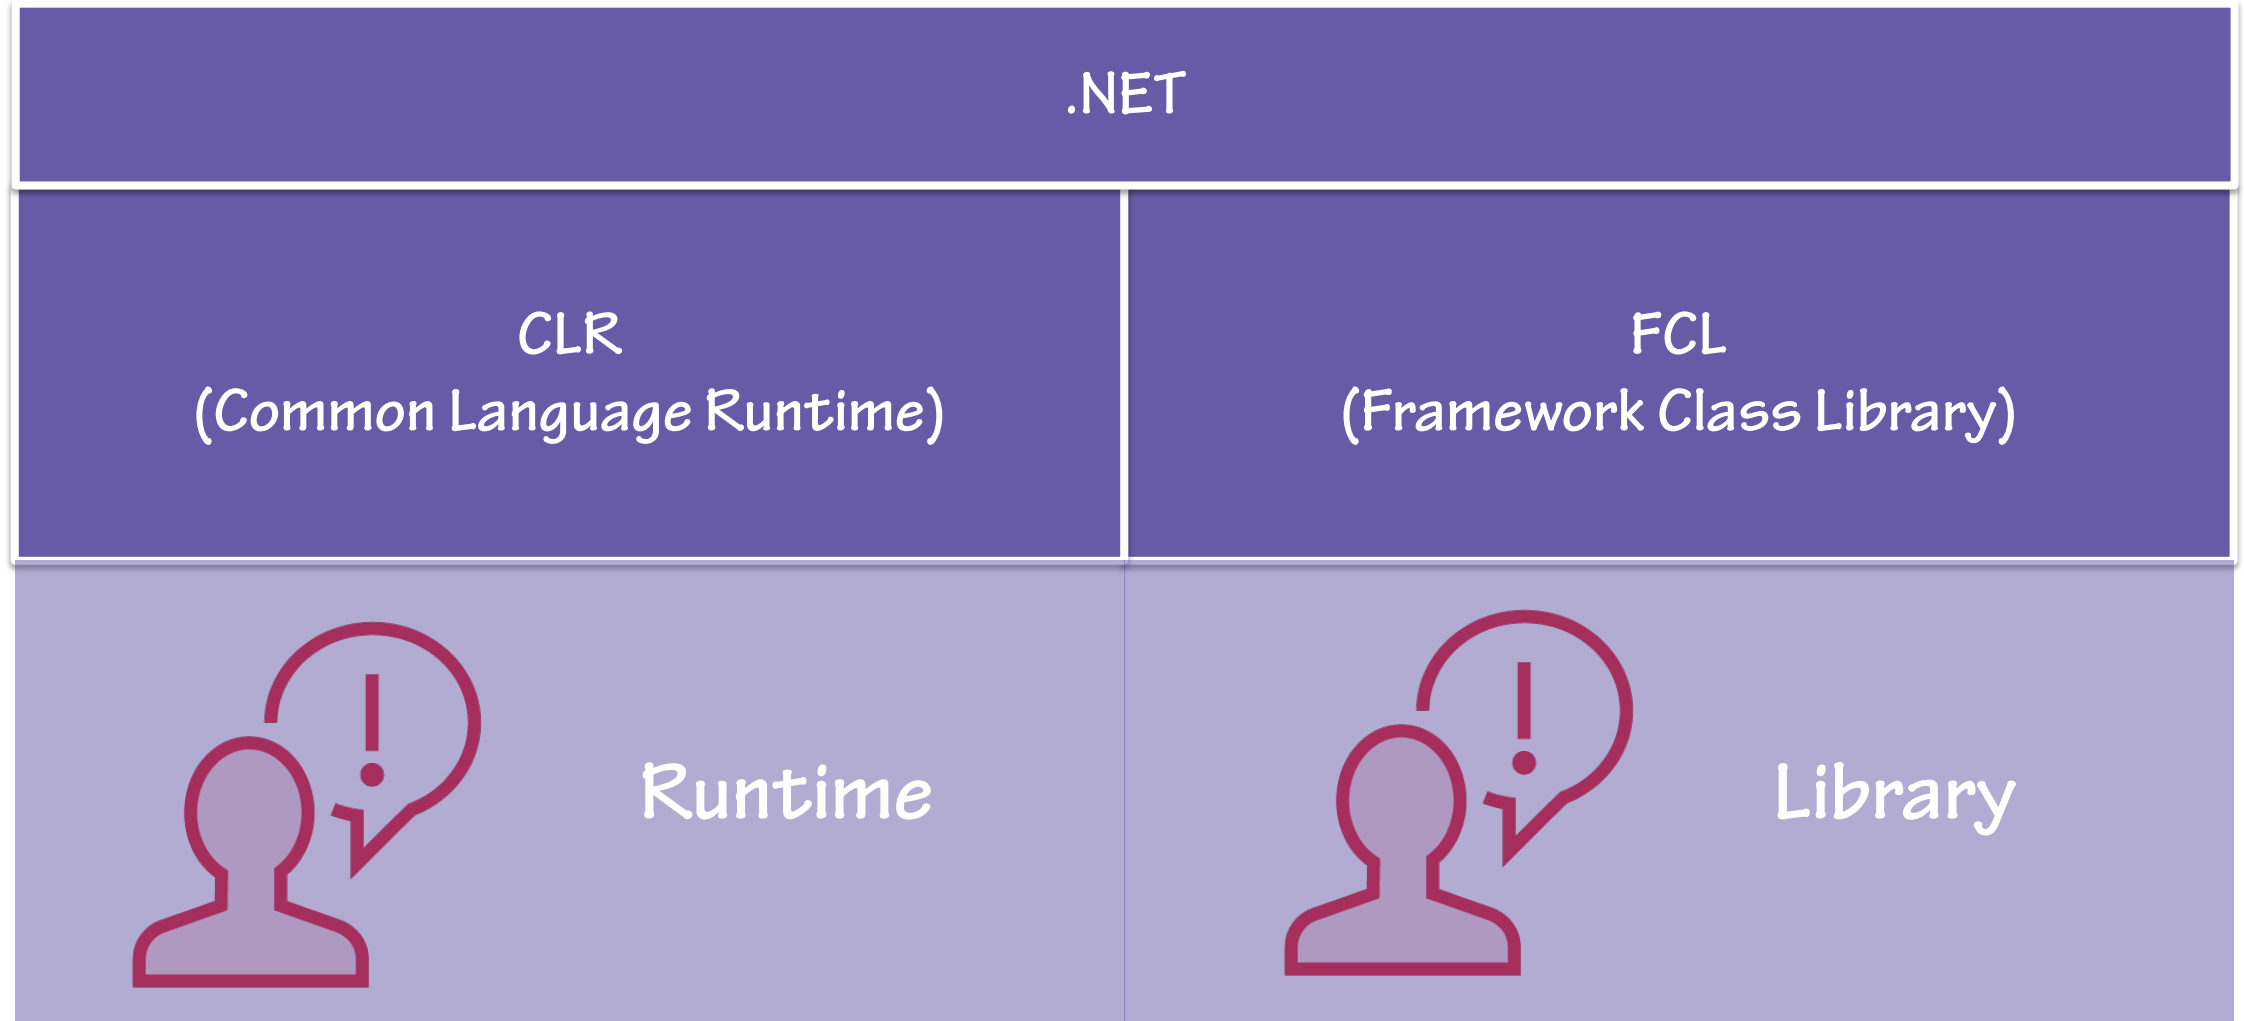 .NET
CLR
(Common Language Runtime)
FCL
(Framework Class Library)
!
Runtime
!
Library